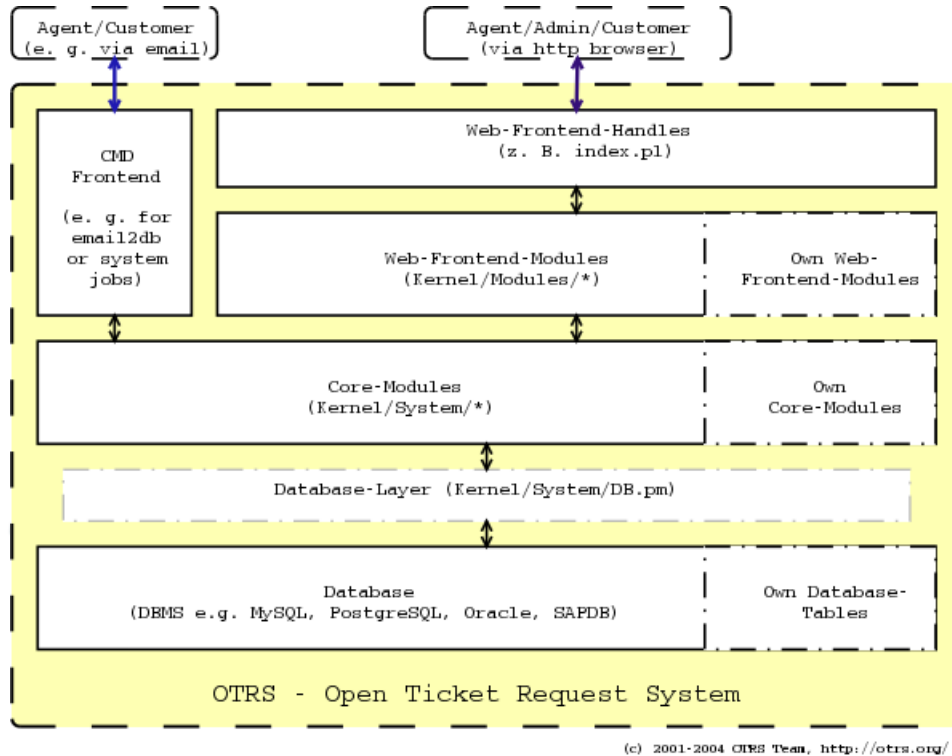 Agent/Customer
(e. g. via email)
Agent/Admin/Customer
(via http browser)
CMD
Frontend
(e. g. for
email2db
or system
jobs)
Web-Frontend-Handles
(z. B. index.pl)
Web-Frontend-Modules
(Kernel/Modules/*)
Own Web-
Frontend-Modules
Core-Modules
(Kernel/System/*)
Own
Core-Modules
Database-Layer (Kernel/System/DB.pm)
Database
(DBMS e.g. MySQL, PostgreSQL, Oracle, SAPDB)
Own Database-
Tables
OTRS - Open Ticket Request System
(c) 2001-2004 OTRS Team, http://otrs.org/